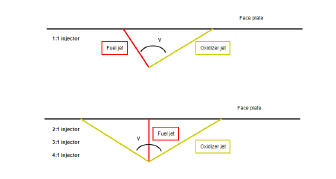 Face plate
1:1 injector
Fuel jet
γ
Oxidizer jet
Face plate
2:1 injector
γ
Fuel jet
3:1 injector
Oxidizer jet
4:1 injector